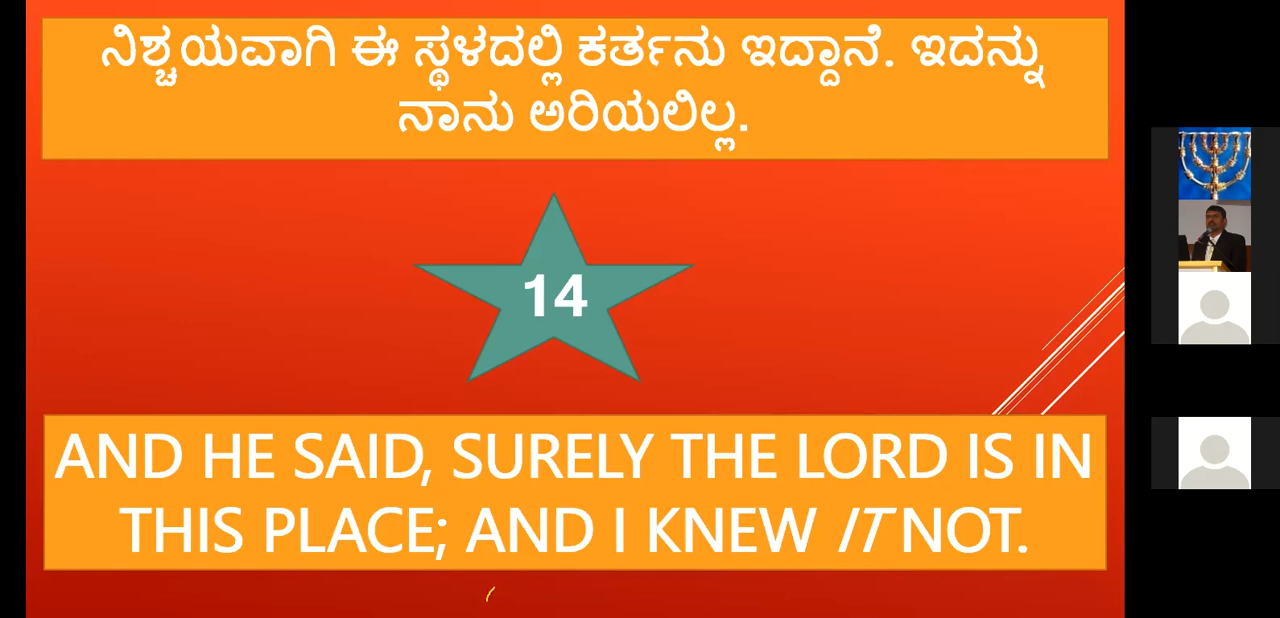 ನಿಶ್ಚಯವಾಗಿ ಈ ಸ್ಥಳದಲ್ಲಿ ಕರ್ತನು ಇದ್ದಾನೆ. ಇದನ್ನು
ನಾನು ಅರಿಯಲಿಲ್ಲ.
14
AND HE SAID, SURELY THE LORD IS IN
THIS PLACE; AND I KNEW IT NOT.